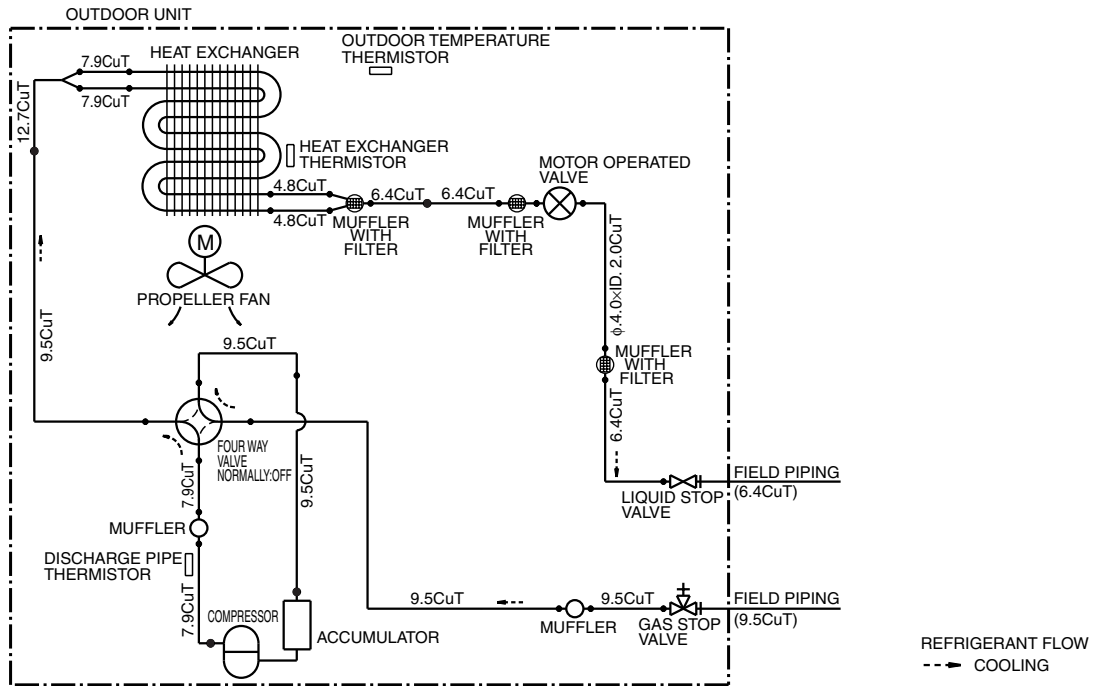 OUTDOOR UNIT
HEAT EXCHANGER
OUTDOOR TEMPERATURE
THERMISTOR
7.9CuT
7.9CuT
12.7CuT
HEAT EXCHANGER
THERMISTOR
MOTOR OPERATED
VALVE
4.8CuT
4.8CuT
6.4CuT
6.4CuT
MUFFLER
WITH
FILTER
MUFFLER
WITH
FILTER
M
PROPELLER FAN
ϕ.4.0×ID. 2.0CuT
9.5CuT
9.5CuT
MUFFLER
WITH
FILTER
6.4CuT
FOUR WAY
VALVE
NORMALLY:OFF
7.9CuT
9.5CuT
FIELD PIPING
(6.4CuT)
LIQUID STOP
VALVE
MUFFLER
DISCHARGE PIPE
THERMISTOR
7.9CuT
COMPRESSOR
ACCUMULATOR
9.5CuT
9.5CuT
MUFFLER
GAS STOP
VALVE
FIELD PIPING
(9.5CuT)
REFRIGERANT FLOW
COOLING